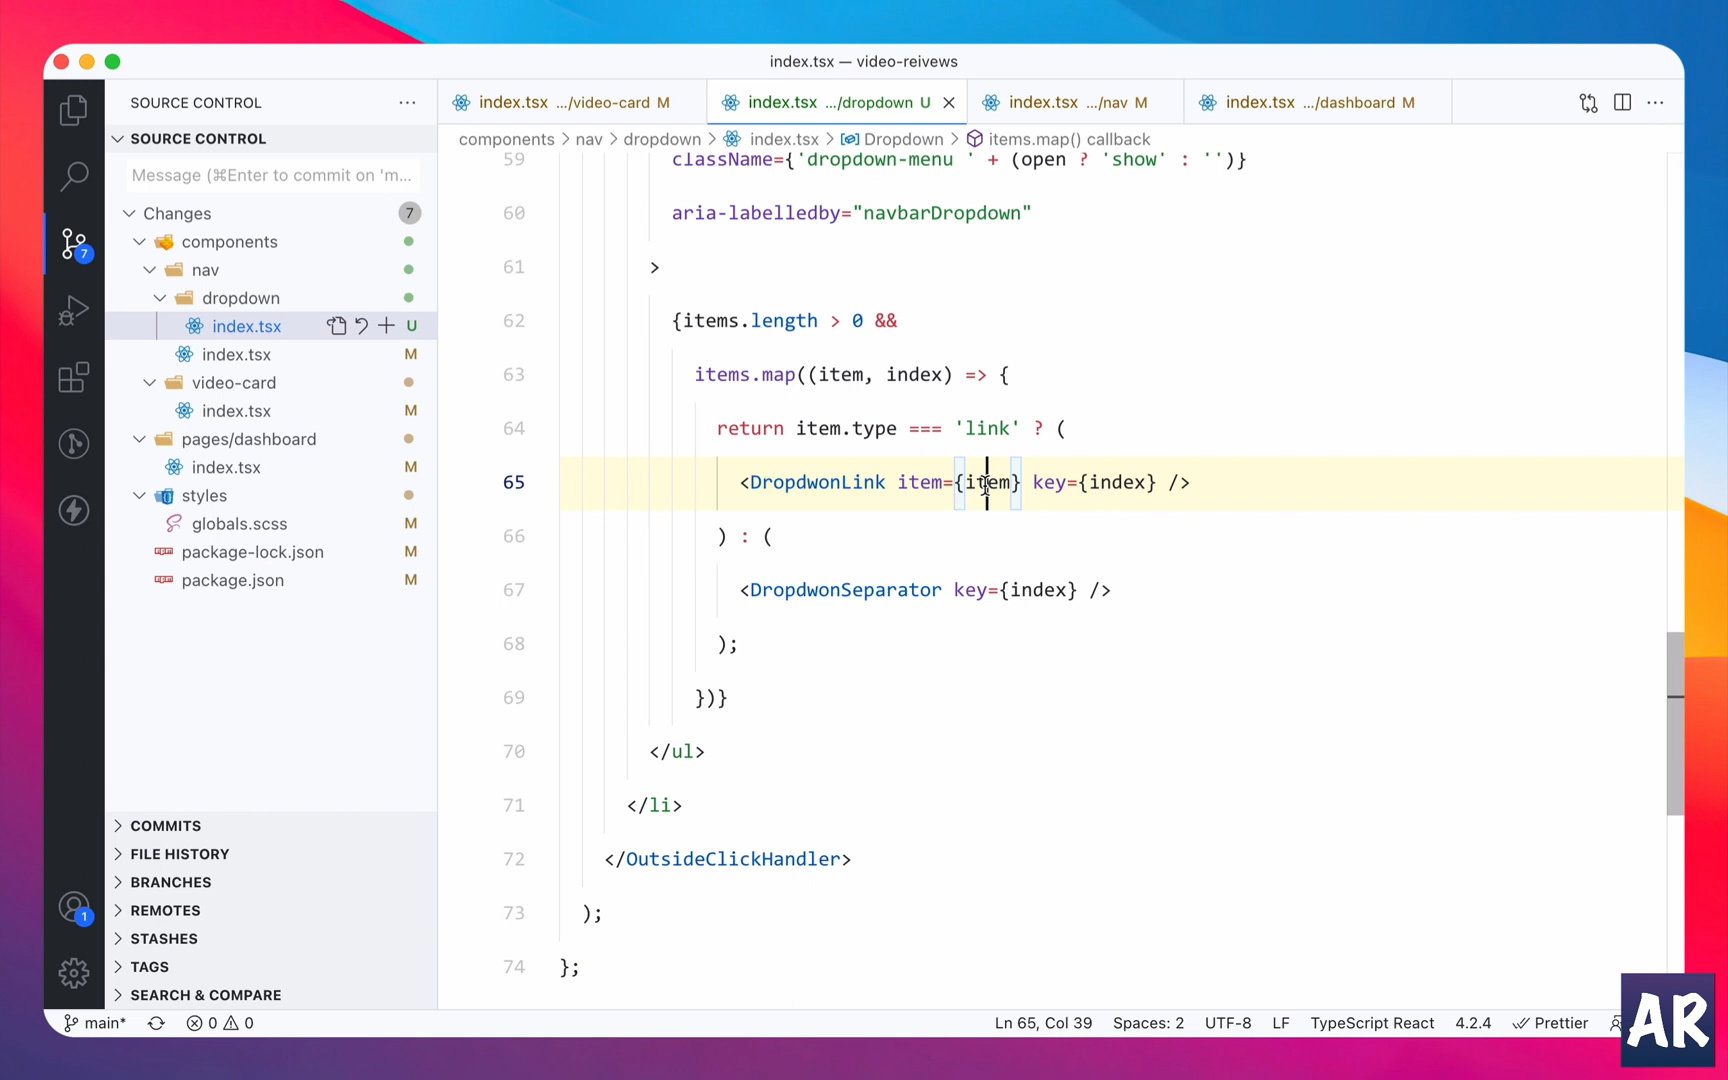 index.tsx — video-reivews
SOURCE CONTROL
SOURCE CONTROL
Message (⌘Enter to commit on 'm...
Changes 7
components
nav
dropdown
index.tsx U
index.tsx M
video-card
index.tsx M
pages/dashboard
index.tsx M
styles
globals.scss M
package-lock.json M
package.json M
COMMITS
FILE HISTORY
BRANCHES
REMOTES
STASHES
TAGS
SEARCH & COMPARE
7
1
index.tsx .../video-card M
index.tsx .../dropdown U
index.tsx .../nav M
index.tsx .../dashboard M
components > nav > dropdown > index.tsx > Dropdown > items.map() callback
59 className={'dropdown-menu ' + (open ? 'show' : '')}
60 aria-labelledby="navbarDropdown"
61 >
62 {items.length > 0 &&
63 items.map((item, index) => {
64 return item.type === 'link' ? (
65 <DropdwonLink item={item} key={index} />
66 ) : (
67 <DropdwonSeparator key={index} />
68 );
69 })}
70 </ul>
71 </li>
72 </OutsideClickHandler>
73 );
74 };
main* 0 0
Ln 65, Col 39 Spaces: 2 UTF-8 LF TypeScript React 4.2.4 Prettier
AR